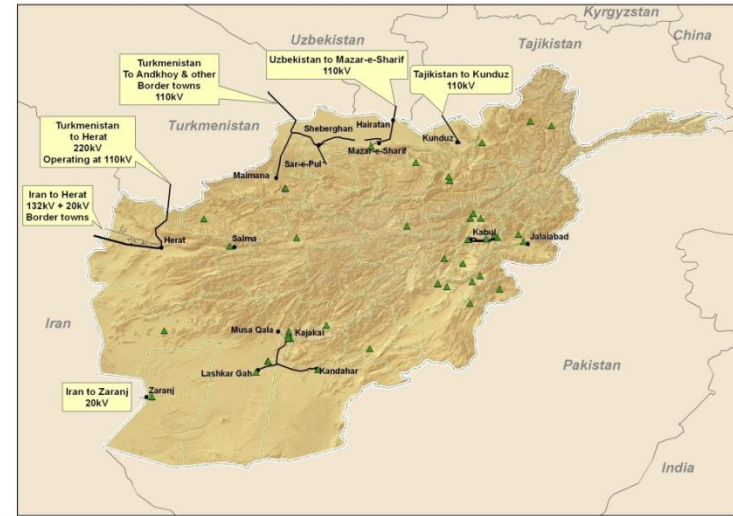 Kyrgyzstan
China
Uzbekistan
Tajikistan
Turkmenistan
To Andkhoy & other
Border towns
110kV
Uzbekistan to Mazar-e-Sharif
110kV
Tajikistan to Kunduz
110kV
Turkmenistan
to Herat
220kV
Operating at 110kV
Turkmenistan
Sheberghan
Hairatan
Kunduz
Mazar-e-Sharif
Sar-e-Pul
Maimana
Iran to Herat
132kV + 20kV
Border towns
Herat
Salma
Kabul
Jalalabad
Iran
Musa Qala
Kajakai
Lashkar Gah
Kandahar
Pakistan
Iran to Zaranj
20kV
Zaranj
India